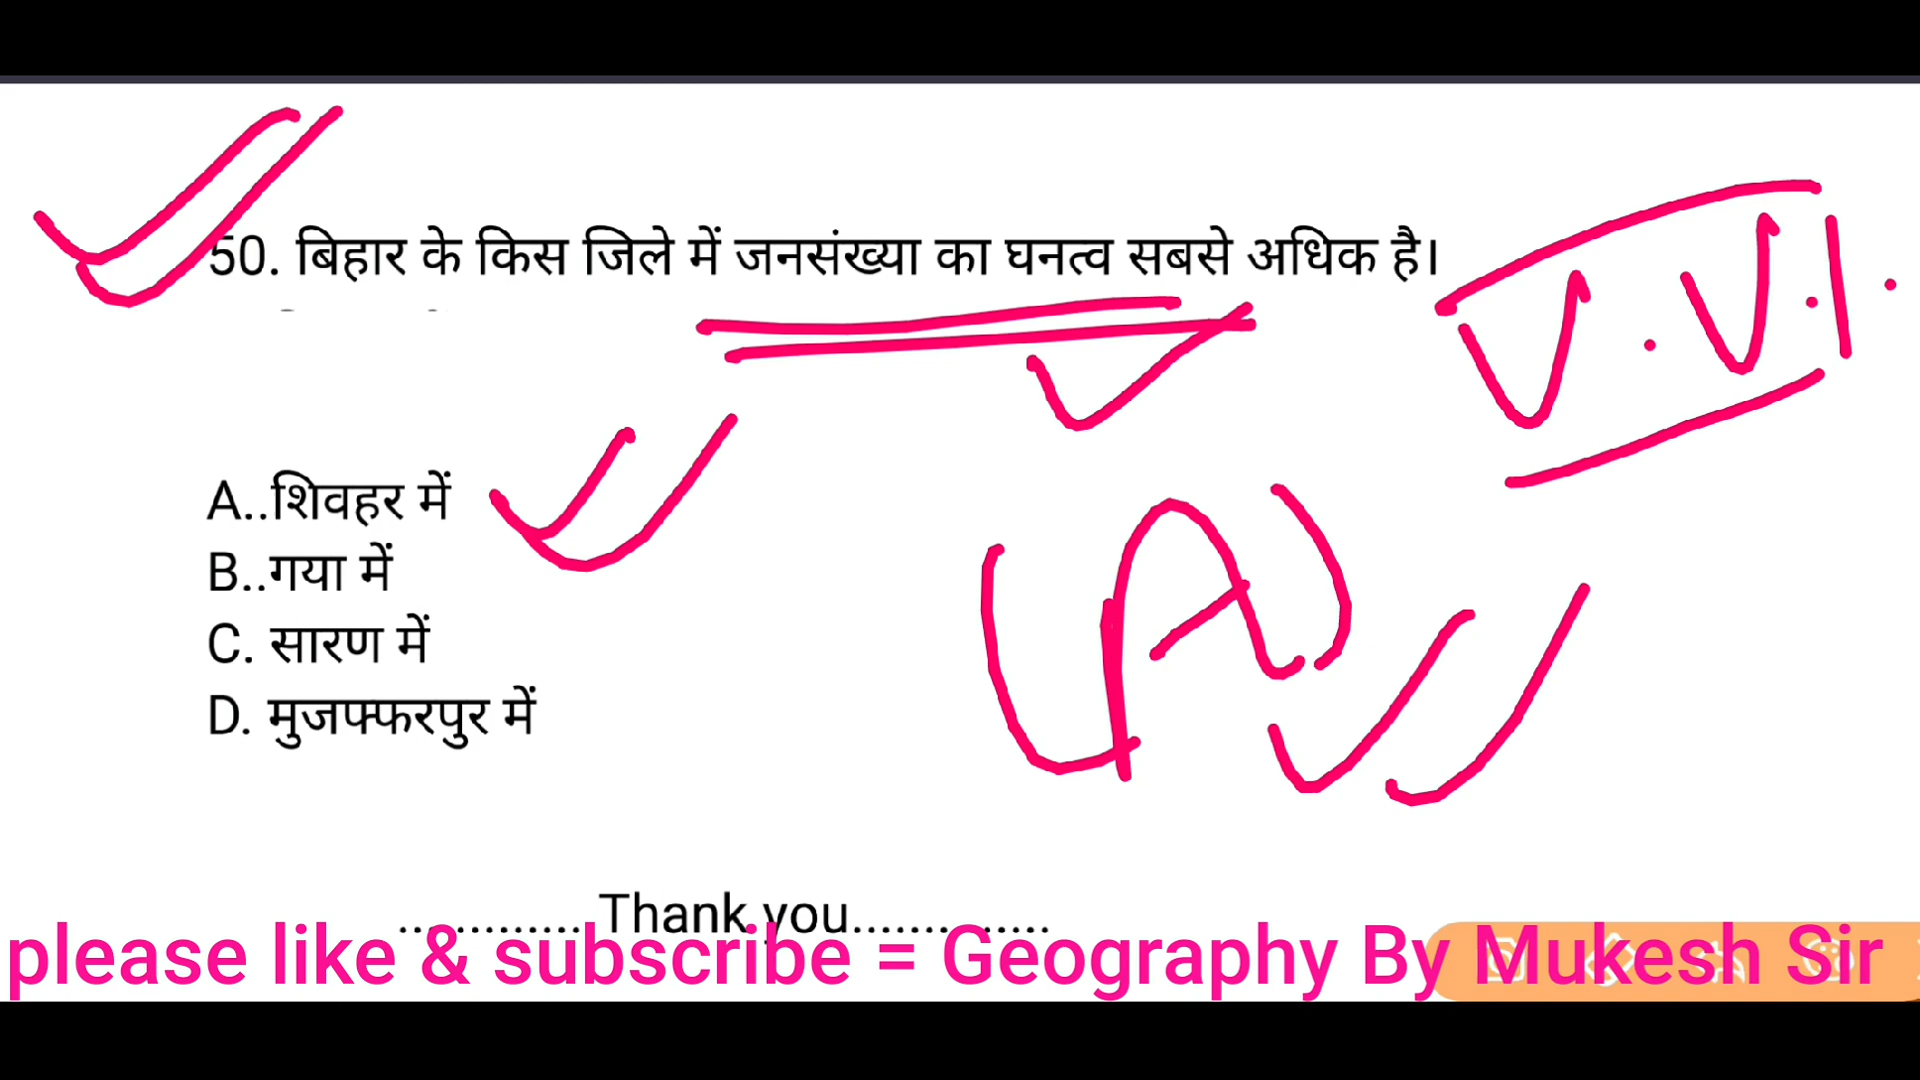 50. बिहार के किस जिले में जनसंख्या का घनत्व सबसे अधिक है।
V.V.I.
A..शिवहर में
B..गया में
C. सारण में
D. मुजफ्फरपुर में
(A)
............. Thank you..............
please like & subscribe = Geography By Mukesh Sir